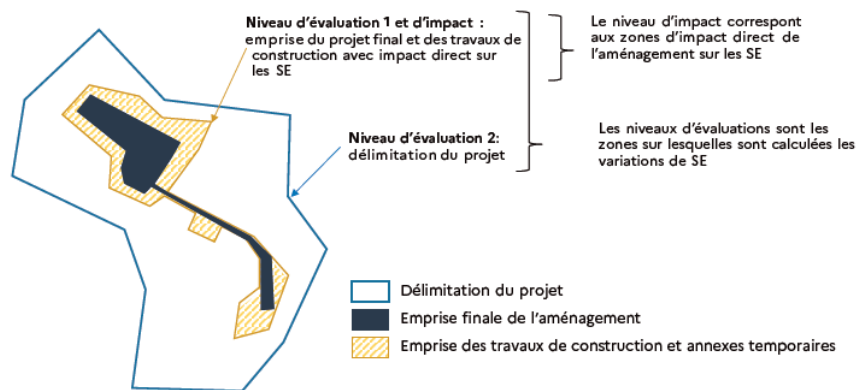 Niveau d'évaluation 1 et d'impact :
emprise du projet final et des travaux de
construction avec impact direct sur
les SE
Le niveau d'impact correspont
aux zones d'impact direct de
l'aménagement sur les SE
Niveau d'évaluation 2:
délimitation du projet
Les niveaux d'évaluations sont les
zones sur lesquelles sont calculées les
variations de SE
Délimitation du projet
Emprise finale de l'aménagement
Emprise des travaux de construction et annexes temporaires